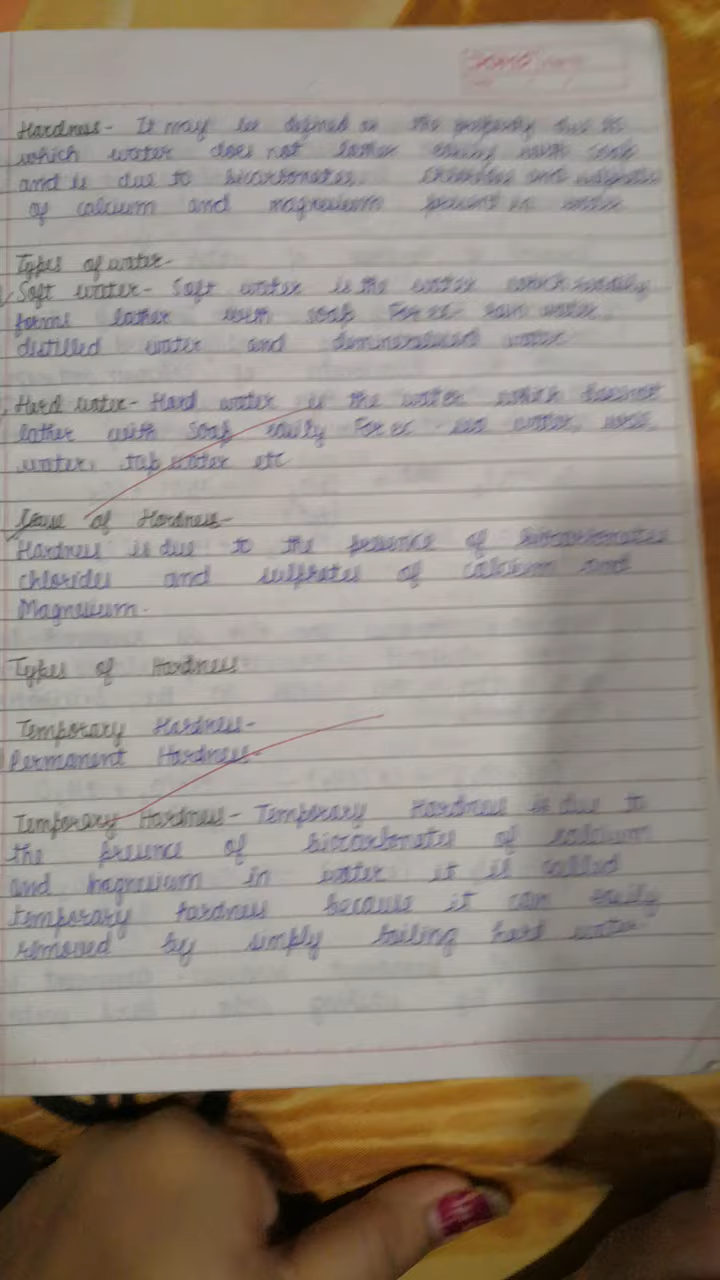 Hardness- It may be defined as the property due to
which water does not lather easily with soap
and is due to bicarbonates chlorides and sulphates
of calcium and magnesium present in water
Types of water-
Soft water- Soft water is the water which readily
forms lather with soap For ex- rain water,
distilled water and demineralised water
Hard water- Hard water is the water which doesnot
lather with soap easily For ex- sea water, well
water, tap water etc
Cause of Hardness-
Hardness is due to the presence of bicarbonates
chlorides and sulphates of calcium and
Magnesium.
Types of Hardness
Temporary Hardness-
Permanent Hardness-
Temporary Hardness- Temporary Hardness is due to
the presence of bicarbonates of calcium
and magnesium in water it is called
temporary hardness because it can easily
removed by simply boiling hard water